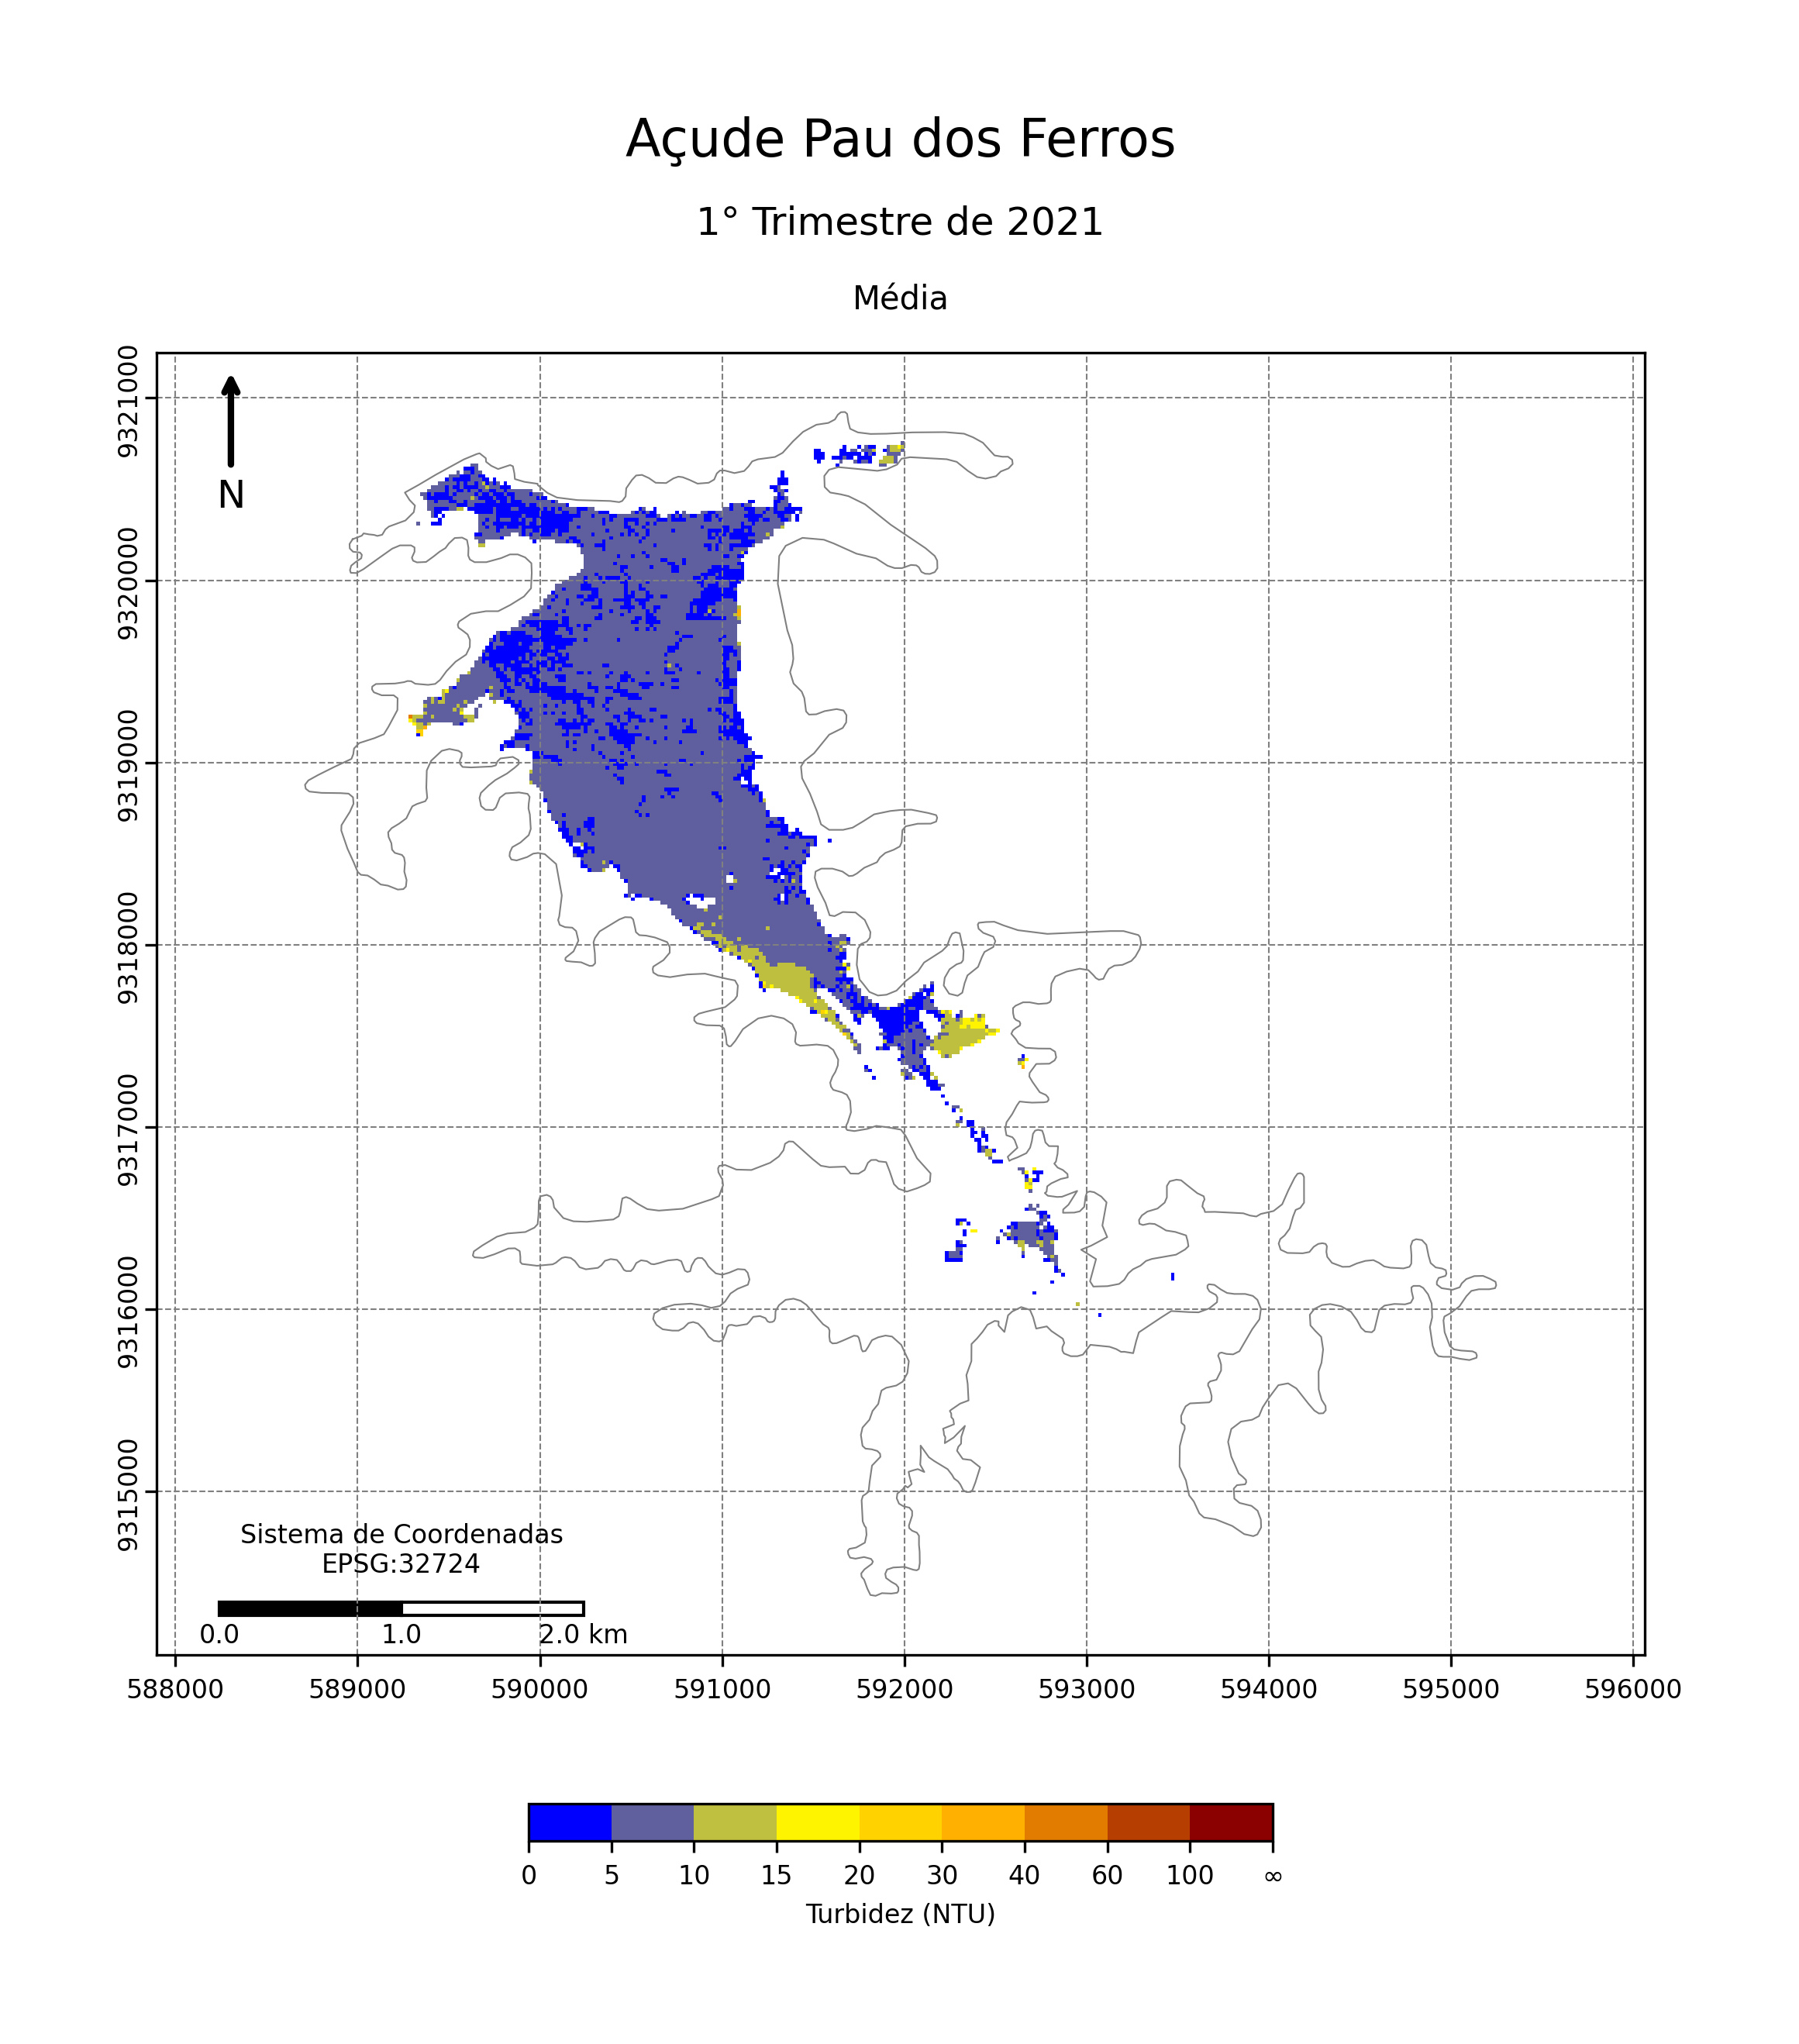 Açude Pau dos Ferros
1° Trimestre de 2021
Média
9321000
9320000
9319000
9318000
9317000
9316000
9315000
N
Sistema de Coordenadas
EPSG:32724
0.0 1.0 2.0 km
588000 589000 590000 591000 592000 593000 594000 595000 596000
0 5 10 15 20 30 40 60 100 ∞
Turbidez (NTU)